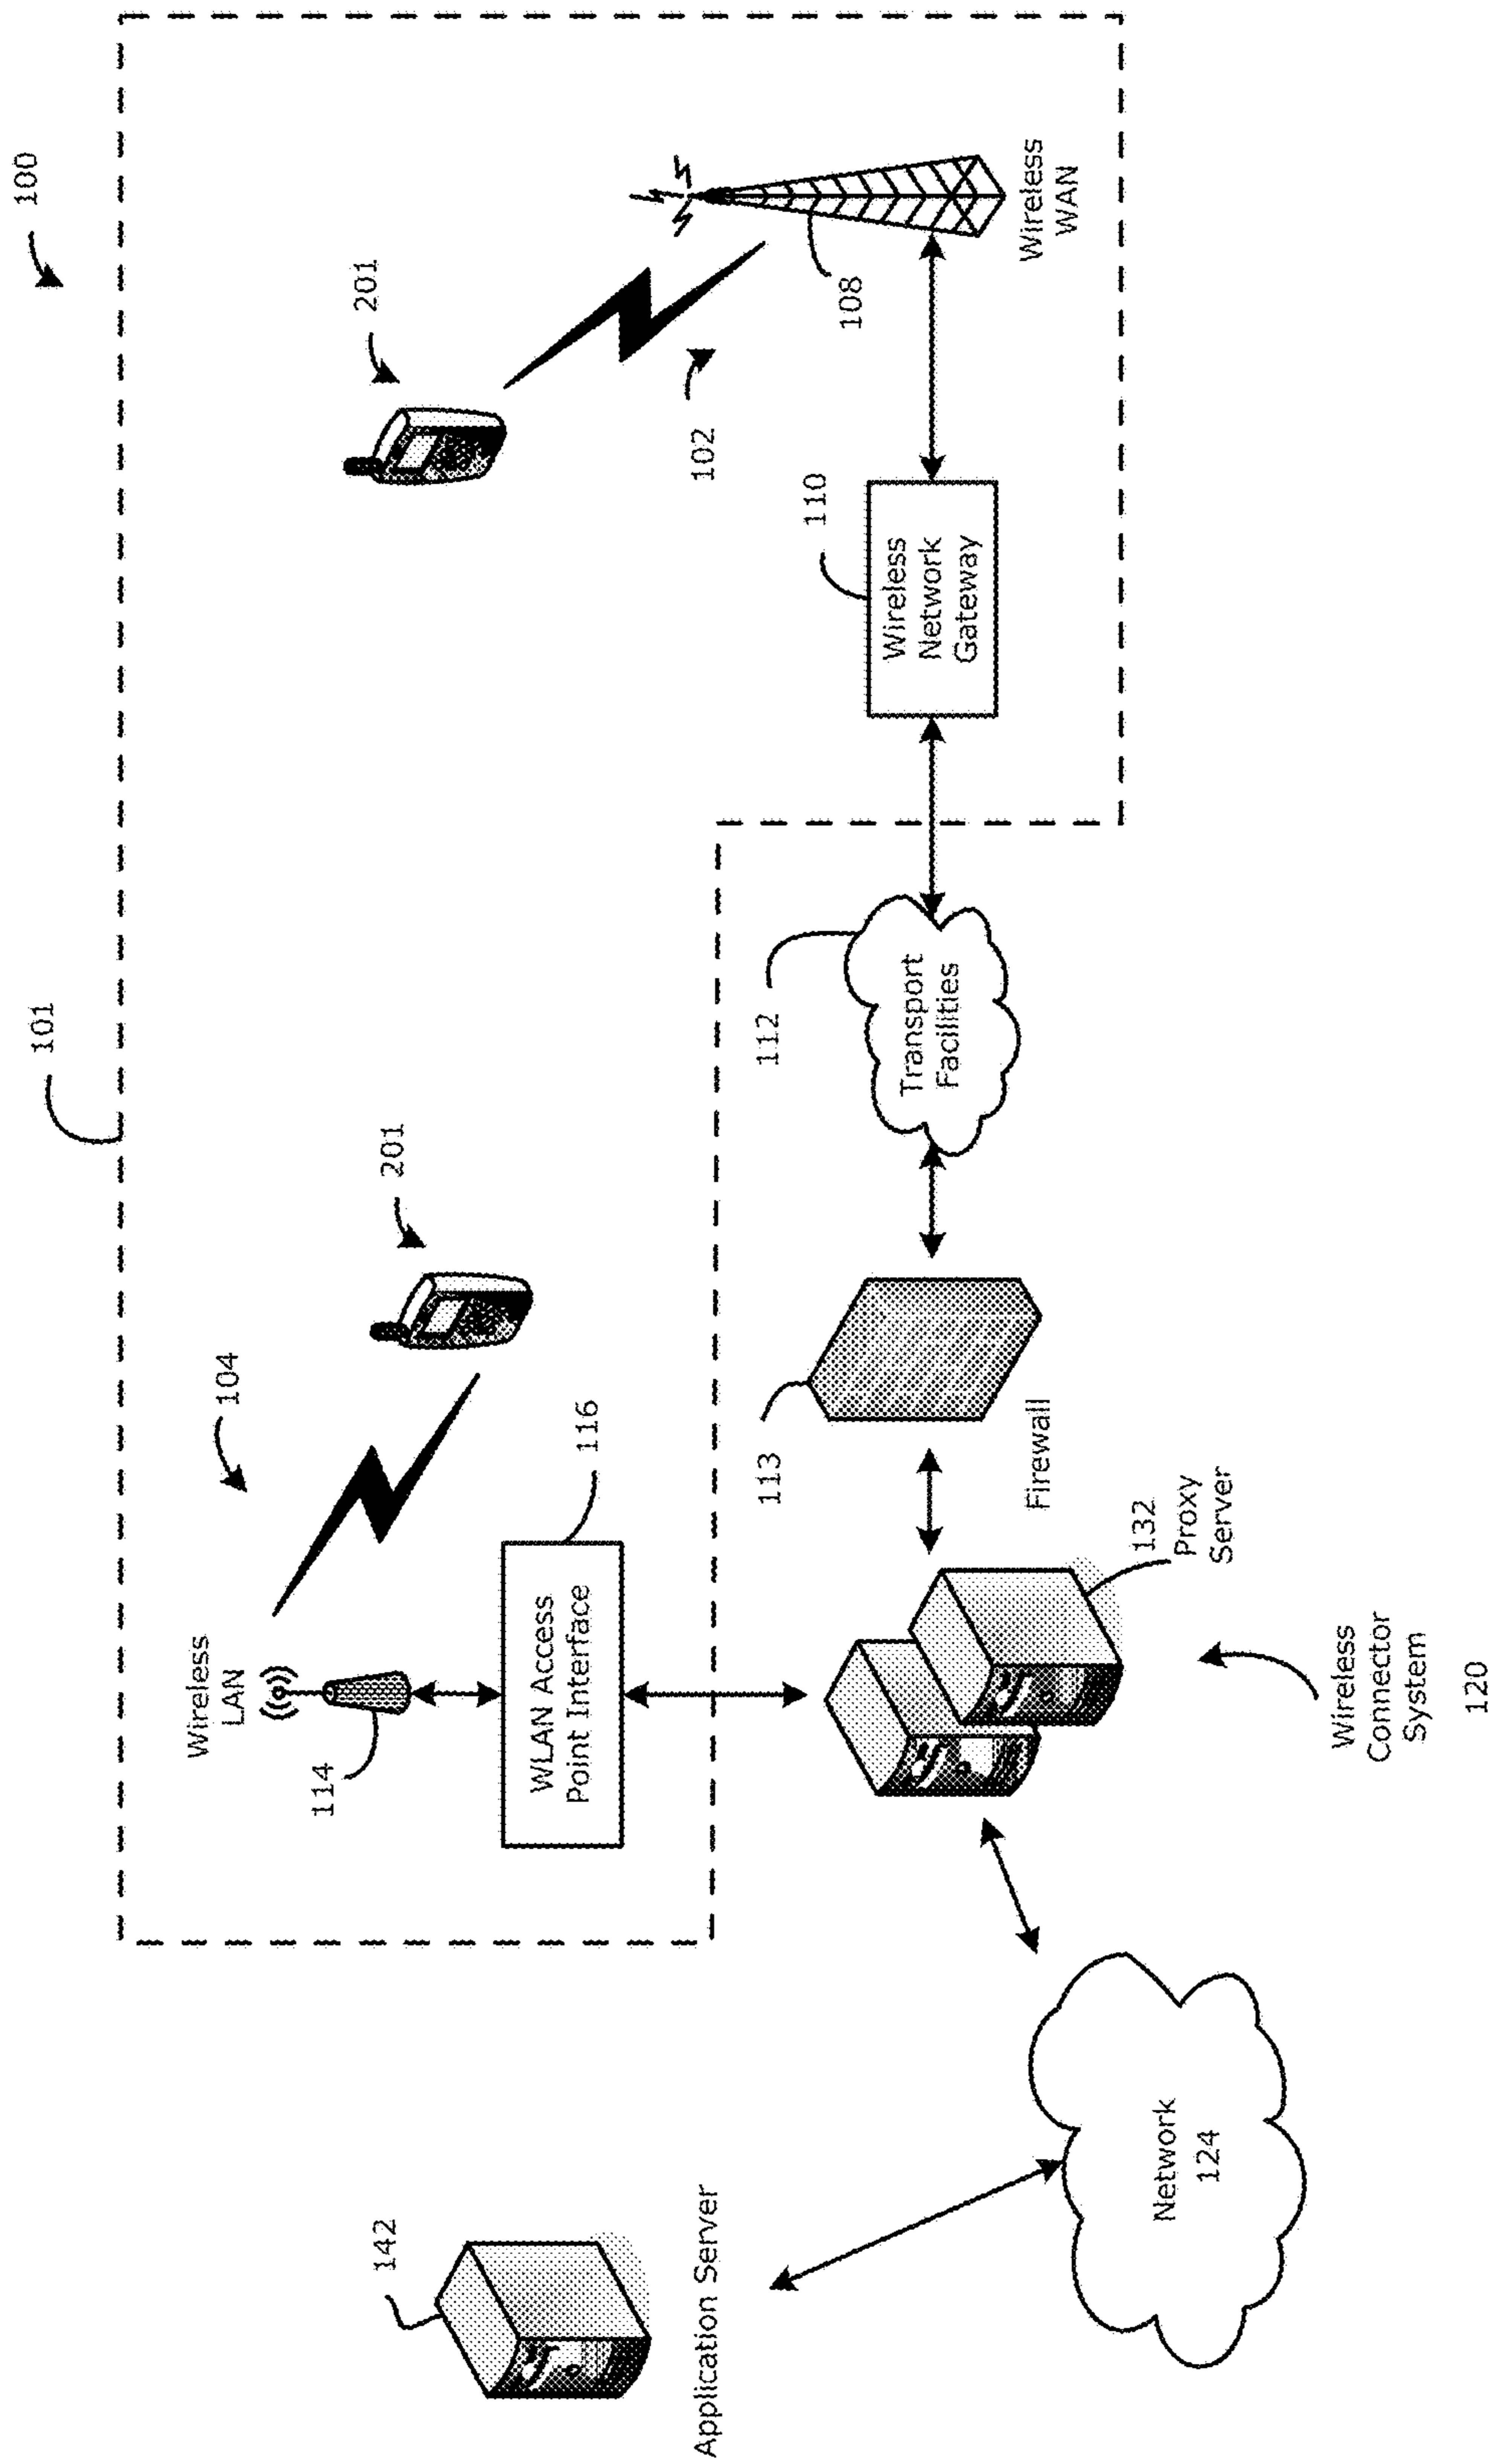 100
101
Wireless
LAN
104
114
201
201
WLAN Access
Point Interface
116
102
108
110
Wireless
Network
Gateway
Wireless
WAN
142
Application Server
113
Firewall
112
Transport
Facilities
132
Proxy
Server
Network
124
Wireless
Connector
System
120